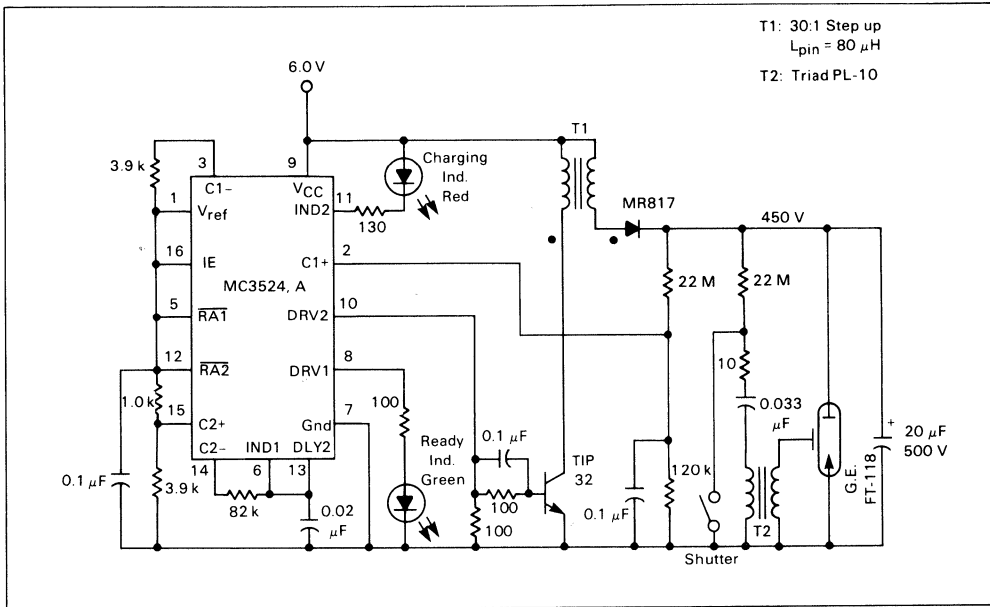 T1: 30:1 Step up
Lpin = 80 μH
T2: Triad PL-10
6.0 V
T1
3.9 k
3
9
C1−
VCC
11
Charging
Ind.
Red
1
Vref
IND2
130
MR817
450 V
16
IE
C1+
2
22 M
22 M
MC3524, A
5
RA1
DRV2
10
12
RA2
DRV1
8
10
1.0 k
15
C2+
Gnd
7
100
0.033
μF
C2−
IND1
DLY2
Ready
Ind.
Green
0.1 μF
TIP
32
+
20 μF
500 V
14
6
13
0.1 μF
3.9 k
82 k
0.02
μF
100
100
0.1 μF
120 k
T2
G.E.
FT-118
Shutter